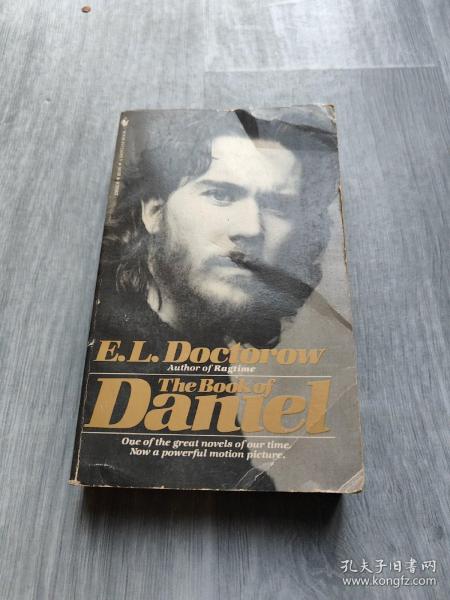 E.L. Doctorow
Author of Ragtime
The Book of
Daniel
One of the great novels of our time.
Now a powerful motion picture.
孔夫子旧书网
www.kongfz.com